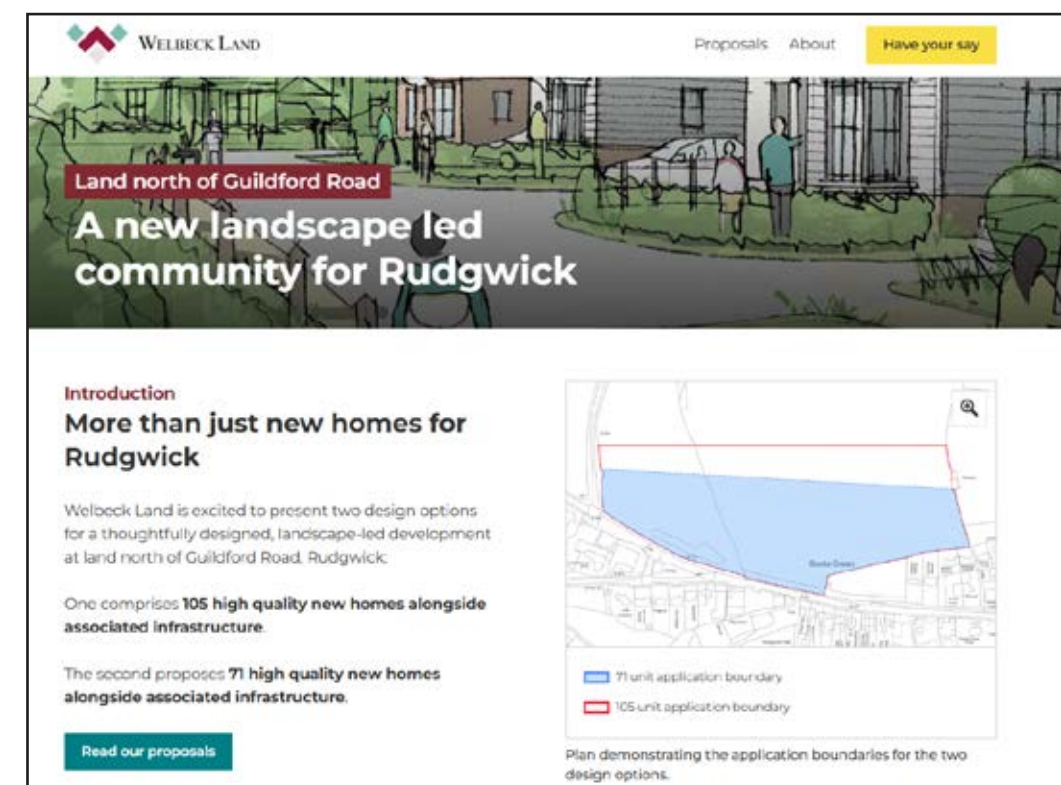 WELBECK LAND
Proposals About Have your say
Land north of Guildford Road
A new landscape led
community for Rudgwick
Introduction
More than just new homes for
Rudgwick
Welbeck Land is excited to present two design options
for a thoughtfully designed, landscape-led development
at land north of Guildford Road, Rudgwick:
One comprises 105 high quality new homes alongside
associated infrastructure.
The second proposes 71 high quality new homes
alongside associated infrastructure.
Read our proposals
71 unit application boundary
105 unit application boundary
Plan demonstrating the application boundaries for the two
design options.